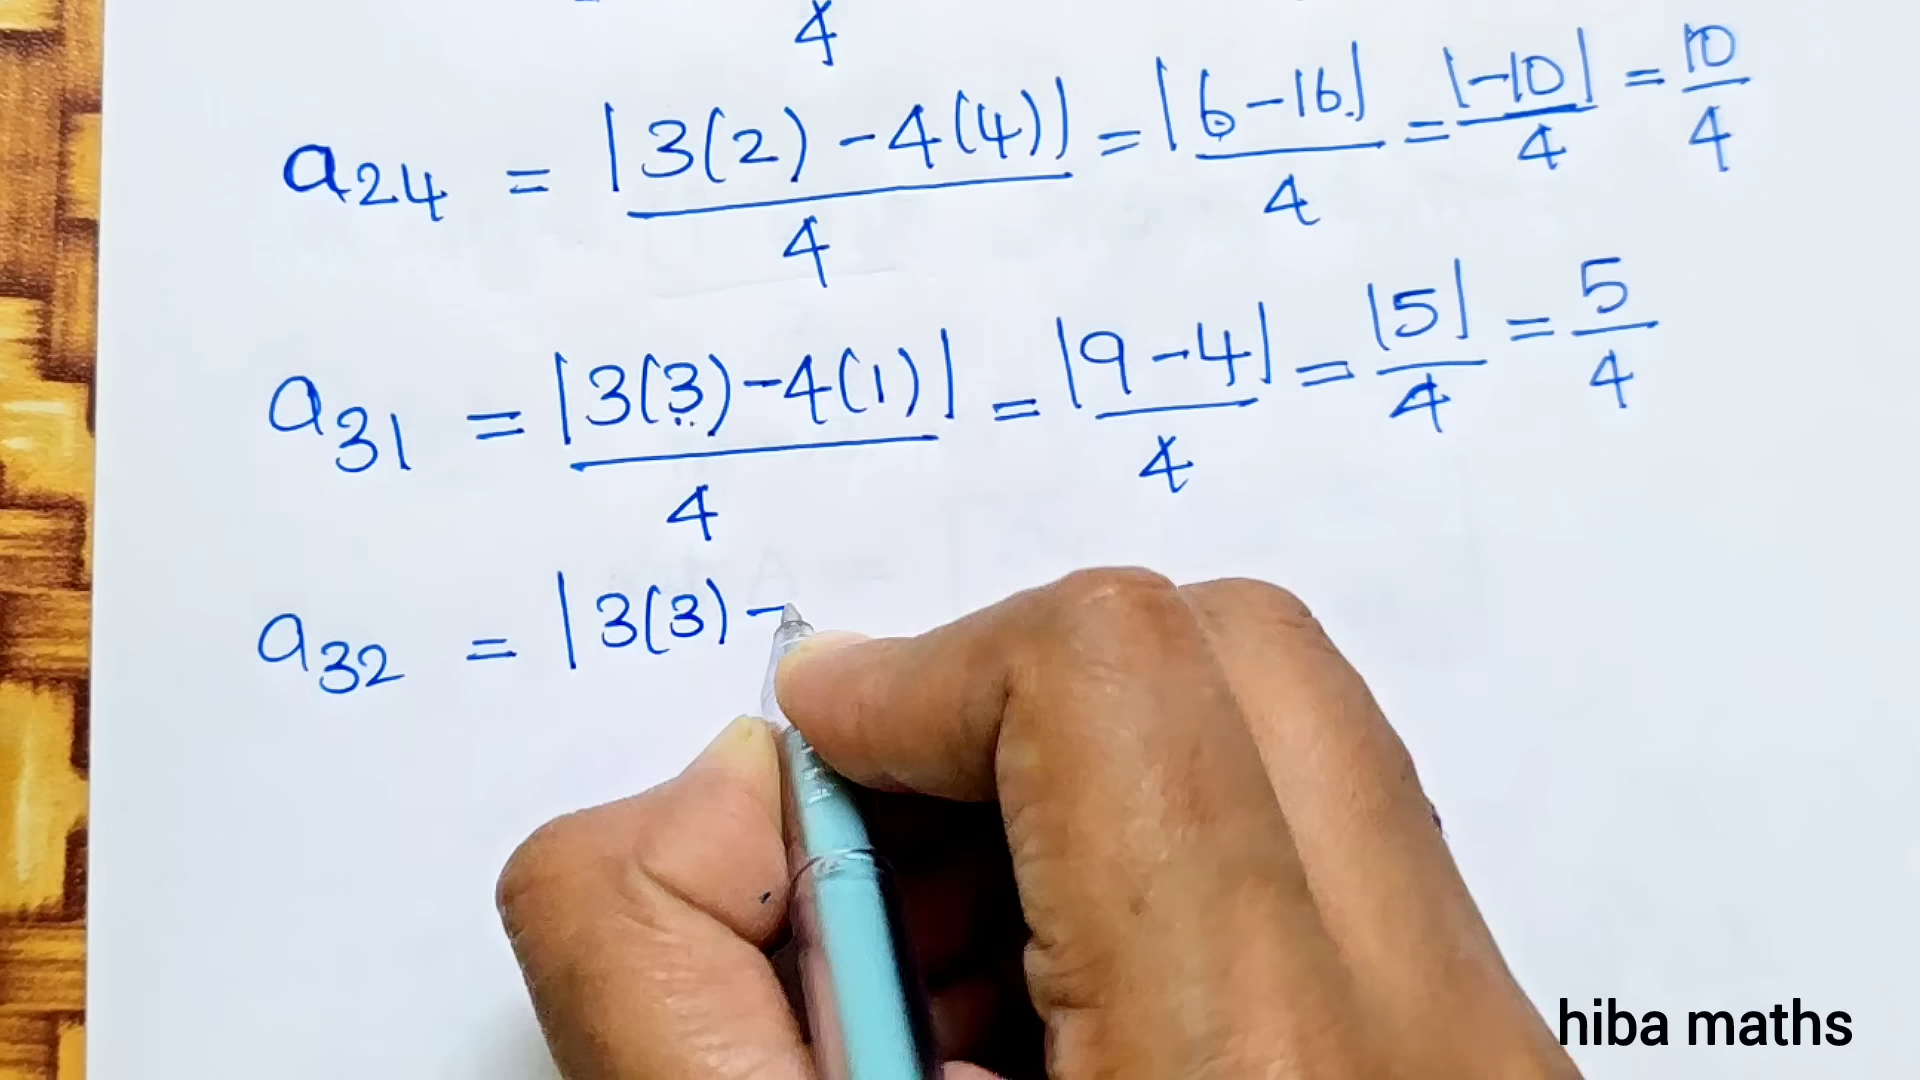 4
a24 = |3(2) - 4(4)|/4 = |6-16|/4 = |-10|/4 = 10/4
a31 = |3(3) - 4(1)|/4 = |9-4|/4 = |5|/4 = 5/4
a32 = |3(3) -
hiba maths